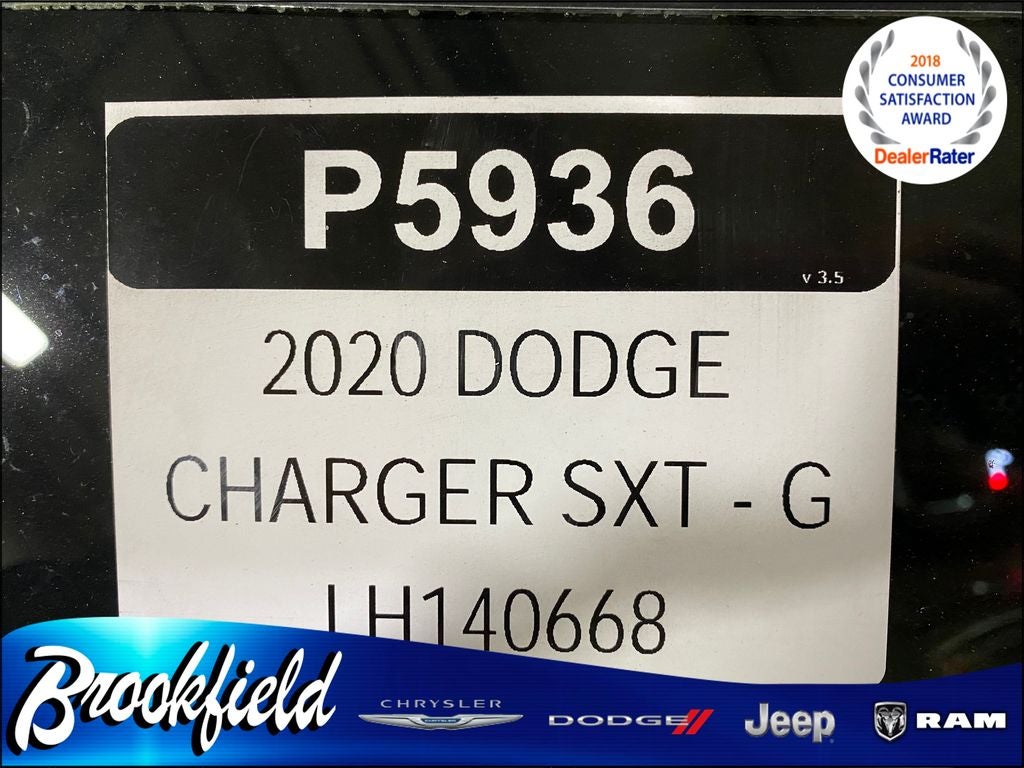 2018
CONSUMER
SATISFACTION
AWARD
DealerRater
P5936
v 3.5
2020 DODGE
CHARGER SXT - G
LH140668
Brookfield
CHRYSLER
DODGE
Jeep
RAM